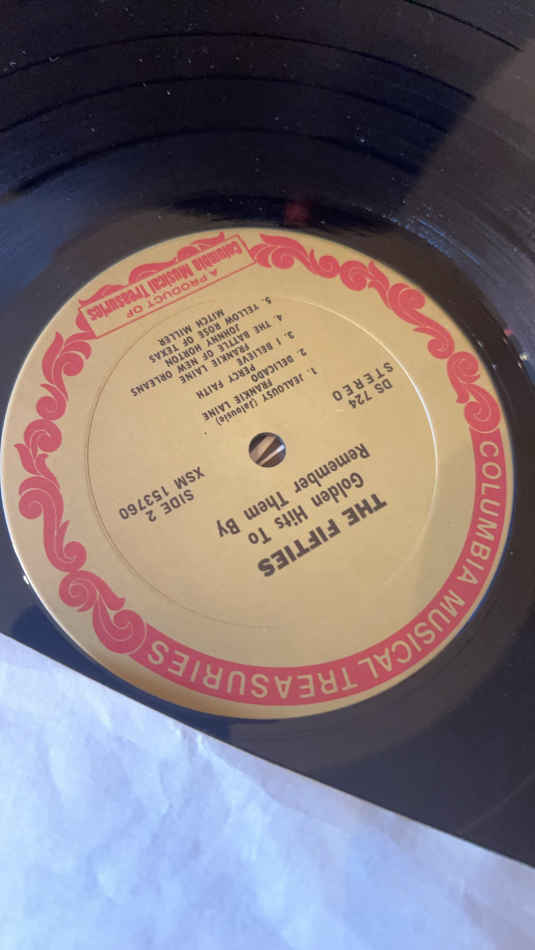 COLUMBIA MUSICAL TREASURIES
THE FIFTIES
Golden Hits To
Remember Them By
DS 724
STEREO
SIDE 2
XSM 153760
1. JEALOUSY (Jalousie)
FRANKIE LAINE
2. DELICADO
PERCY FAITH
3. I BELIEVE
FRANKIE LAINE
4. THE BATTLE OF NEW ORLEANS
JOHNNY HORTON
5. YELLOW ROSE OF TEXAS
MITCH MILLER
A PRODUCT OF
Columbia Musical Treasuries